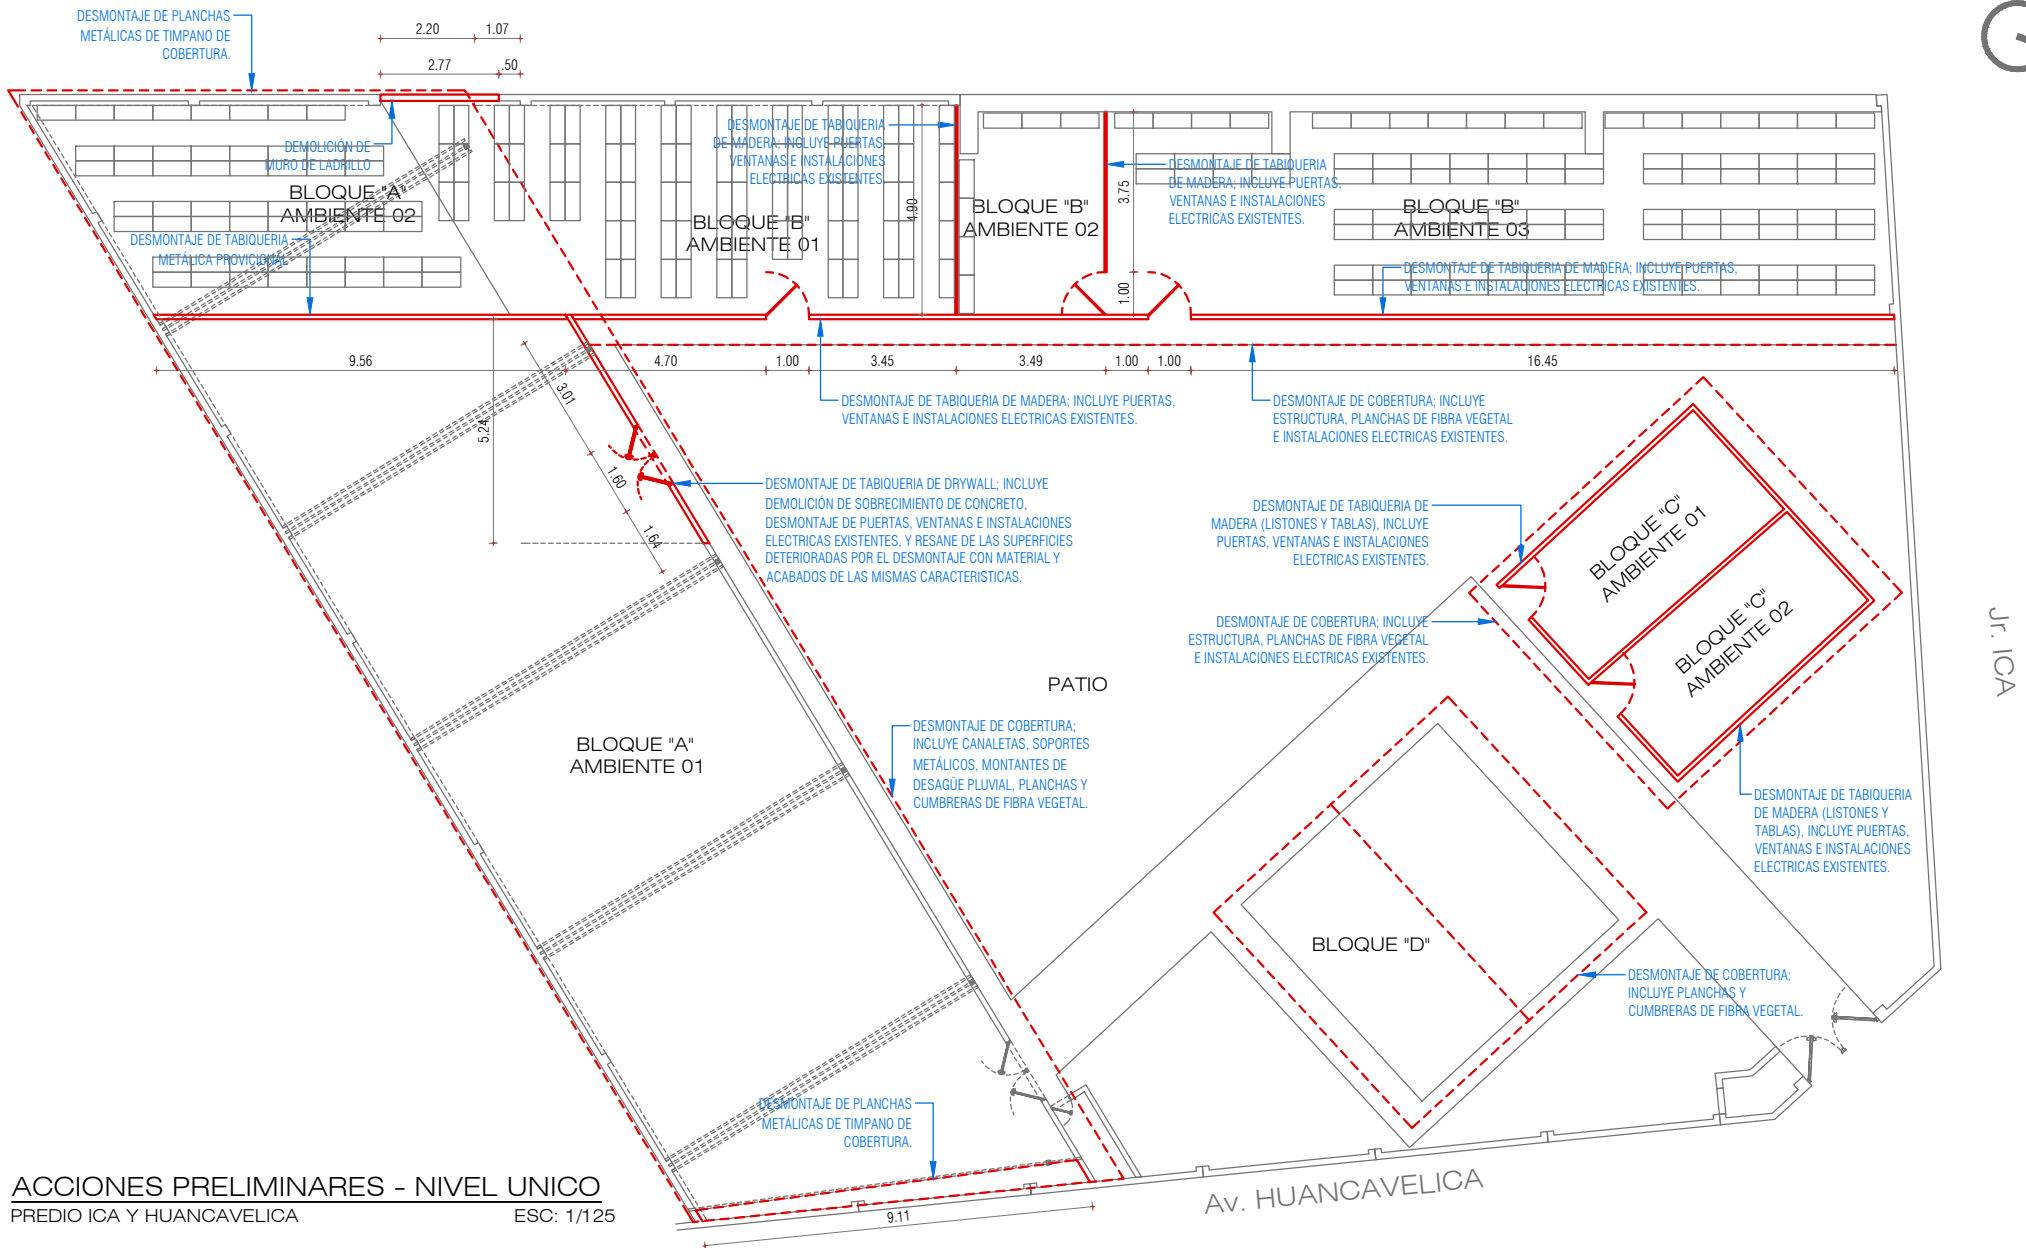 DESMONTAJE DE PLANCHAS
METÁLICAS DE TIMPANO DE
COBERTURA.
2.20
1.07
2.77
.50
DEMOLICIÓN DE
MURO DE LADRILLO
BLOQUE "A"
AMBIENTE 02
DESMONTAJE DE TABIQUERIA
METÁLICA PROVICIONAL
DESMONTAJE DE TABIQUERIA
DE MADERA; INCLUYE PUERTAS,
VENTANAS E INSTALACIONES
ELECTRICAS EXISTENTES.
BLOQUE "B"
AMBIENTE 01
4.90
BLOQUE "B"
AMBIENTE 02
3.75
1.00
DESMONTAJE DE TABIQUERIA
DE MADERA; INCLUYE PUERTAS,
VENTANAS E INSTALACIONES
ELECTRICAS EXISTENTES.
BLOQUE "B"
AMBIENTE 03
DESMONTAJE DE TABIQUERIA DE MADERA; INCLUYE PUERTAS,
VENTANAS E INSTALACIONES ELECTRICAS EXISTENTES.
9.56
4.70
1.00
3.45
3.49
1.00
1.00
16.45
3.01
5.24
1.60
1.64
DESMONTAJE DE TABIQUERIA DE MADERA; INCLUYE PUERTAS,
VENTANAS E INSTALACIONES ELECTRICAS EXISTENTES.
DESMONTAJE DE COBERTURA; INCLUYE
ESTRUCTURA, PLANCHAS DE FIBRA VEGETAL
E INSTALACIONES ELECTRICAS EXISTENTES.
DESMONTAJE DE TABIQUERIA DE DRYWALL; INCLUYE
DEMOLICIÓN DE SOBRECIMIENTO DE CONCRETO,
DESMONTAJE DE PUERTAS, VENTANAS E INSTALACIONES
ELECTRICAS EXISTENTES, Y RESANE DE LAS SUPERFICIES
DETERIORADAS POR EL DESMONTAJE CON MATERIAL Y
ACABADOS DE LAS MISMAS CARACTERISTICAS.
DESMONTAJE DE TABIQUERIA DE
MADERA (LISTONES Y TABLAS), INCLUYE
PUERTAS, VENTANAS E INSTALACIONES
ELECTRICAS EXISTENTES.
BLOQUE "C"
AMBIENTE 01
BLOQUE "C"
AMBIENTE 02
DESMONTAJE DE COBERTURA; INCLUYE
ESTRUCTURA, PLANCHAS DE FIBRA VEGETAL
E INSTALACIONES ELECTRICAS EXISTENTES.
Jr. ICA
PATIO
DESMONTAJE DE COBERTURA;
INCLUYE CANALETAS, SOPORTES
METÁLICOS, MONTANTES DE
DESAGÜE PLUVIAL, PLANCHAS Y
CUMBRERAS DE FIBRA VEGETAL.
BLOQUE "A"
AMBIENTE 01
DESMONTAJE DE TABIQUERIA
DE MADERA (LISTONES Y
TABLAS), INCLUYE PUERTAS,
VENTANAS E INSTALACIONES
ELECTRICAS EXISTENTES.
BLOQUE "D"
DESMONTAJE DE COBERTURA;
INCLUYE PLANCHAS Y
CUMBRERAS DE FIBRA VEGETAL.
DESMONTAJE DE PLANCHAS
METÁLICAS DE TIMPANO DE
COBERTURA.
9.11
Av. HUANCAVELICA
ACCIONES PRELIMINARES - NIVEL UNICO
PREDIO ICA Y HUANCAVELICA
ESC: 1/125